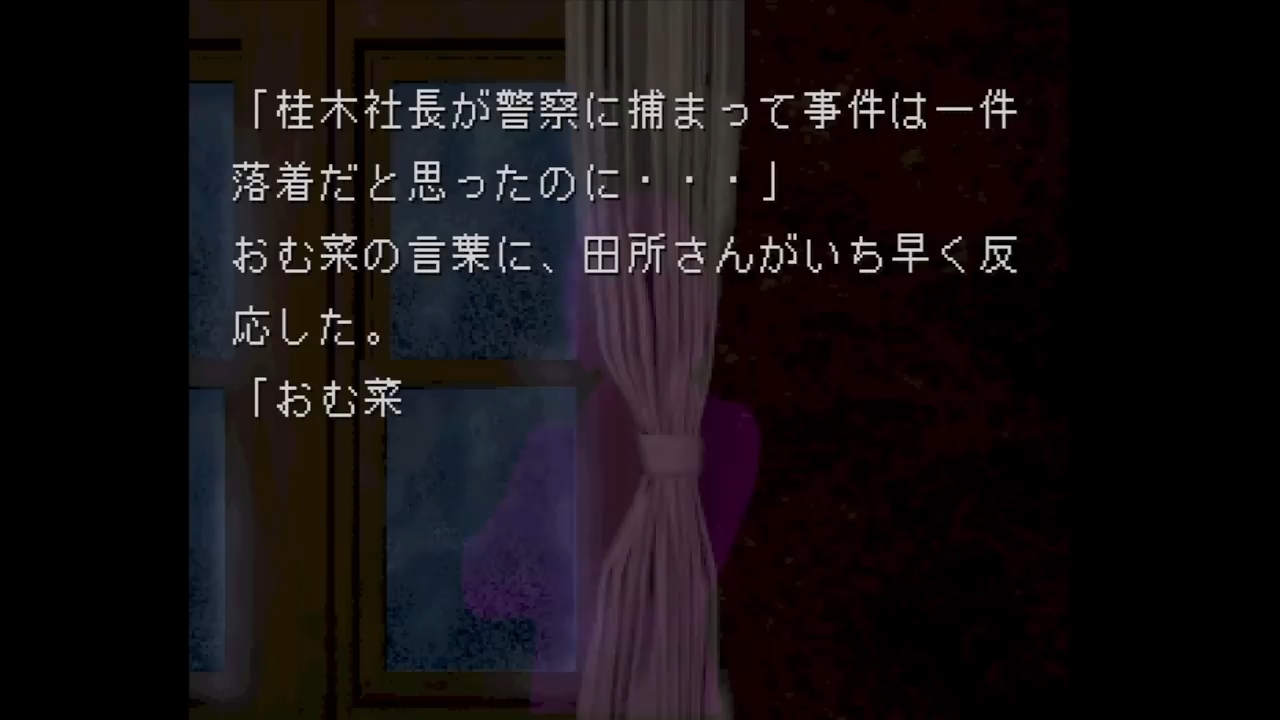 「桂木社長が警察に捕まって事件は一件
落着だと思ったのに・・・」
おむ菜の言葉に、田所さんがいち早く反
応した。
「おむ菜